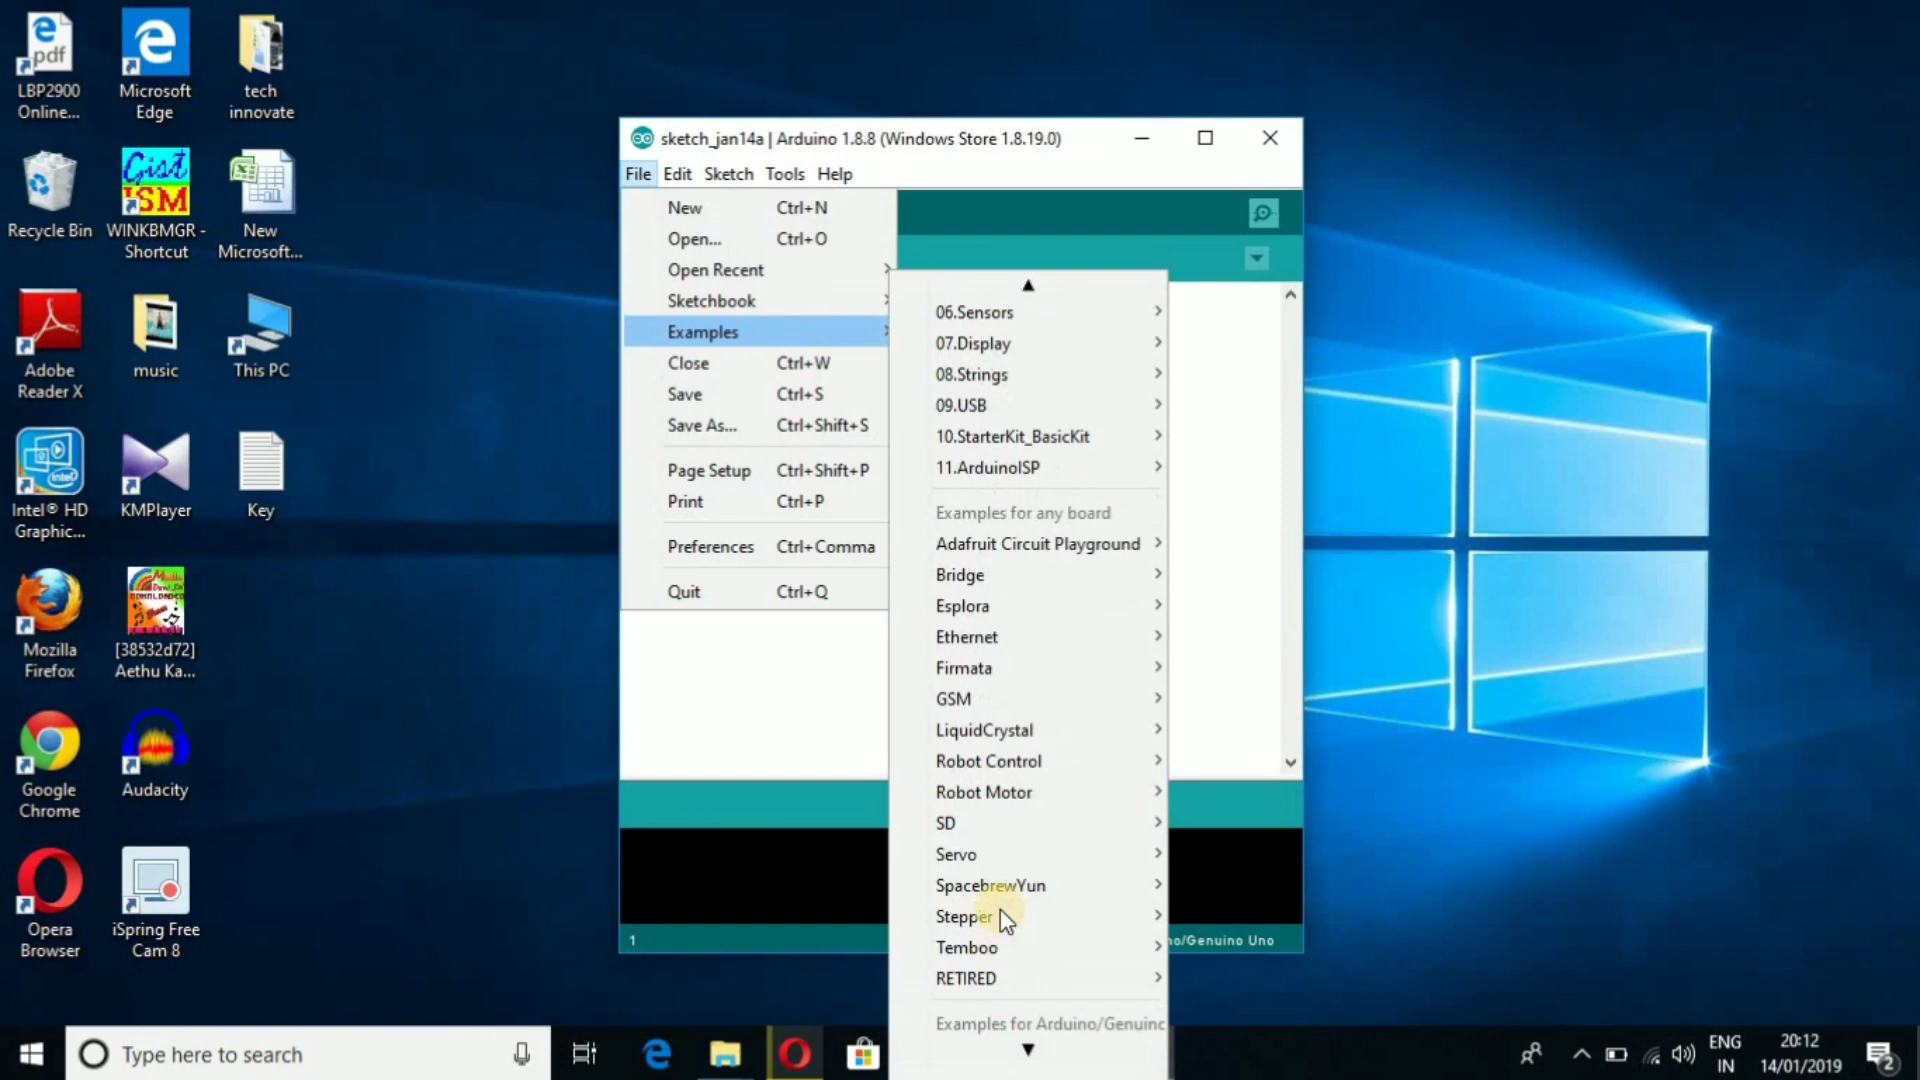 LBP2900
Online...
Microsoft
Edge
tech
innovate
Recycle Bin
WINKBMGR -
Shortcut
New
Microsoft...
Adobe
Reader X
music
This PC
Intel® HD
Graphic...
KMPlayer
Key
Mozilla
Firefox
[38532d72]
Aethu Ka...
Google
Chrome
Audacity
Opera
Browser
iSpring Free
Cam 8
pdf
Gist
ISM
intel
sketch_jan14a | Arduino 1.8.8 (Windows Store 1.8.19.0)
File Edit Sketch Tools Help
New Ctrl+N
Open... Ctrl+O
Open Recent
Sketchbook
Examples
Close Ctrl+W
Save Ctrl+S
Save As... Ctrl+Shift+S
Page Setup Ctrl+Shift+P
Print Ctrl+P
Preferences Ctrl+Comma
Quit Ctrl+Q
06.Sensors
07.Display
08.Strings
09.USB
10.StarterKit_BasicKit
11.ArduinoISP
Examples for any board
Adafruit Circuit Playground
Bridge
Esplora
Ethernet
Firmata
GSM
LiquidCrystal
Robot Control
Robot Motor
SD
Servo
SpacebrewYun
Stepper
Temboo
RETIRED
Examples for Arduino/Genuino
1
no/Genuino Uno
Type here to search
ENG
IN
20:12
14/01/2019
2